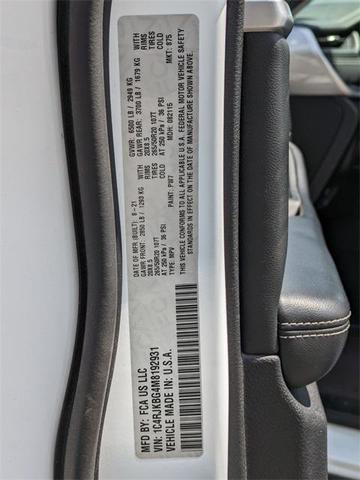 MFD BY: FCA US LLC
1C4RJKBG4M8192931
VEHICLE MADE IN: U.S.A.
DATE OF MFR (BUILT): 8-21 GVWR: 6500 LB / 2949 KG
GAWR FRONT: 2850 LB / 1293 KG GAWR REAR: 3700 LB / 1679 KG WITH
20X8.5 20X8.5 RIMS
265/50R20 107T 265/50R20 107T TIRES
AT 250 kPa / 36 PSI COLD AT 250 kPa / 36 PSI COLD
TYPE: MPV PAINT: PW7 MDH: 082115 MKT: 875
THIS VEHICLE CONFORMS TO ALL APPLICABLE U.S.A. FEDERAL MOTOR VEHICLE SAFETY
STANDARDS IN EFFECT ON THE DATE OF MANUFACTURE SHOWN ABOVE.